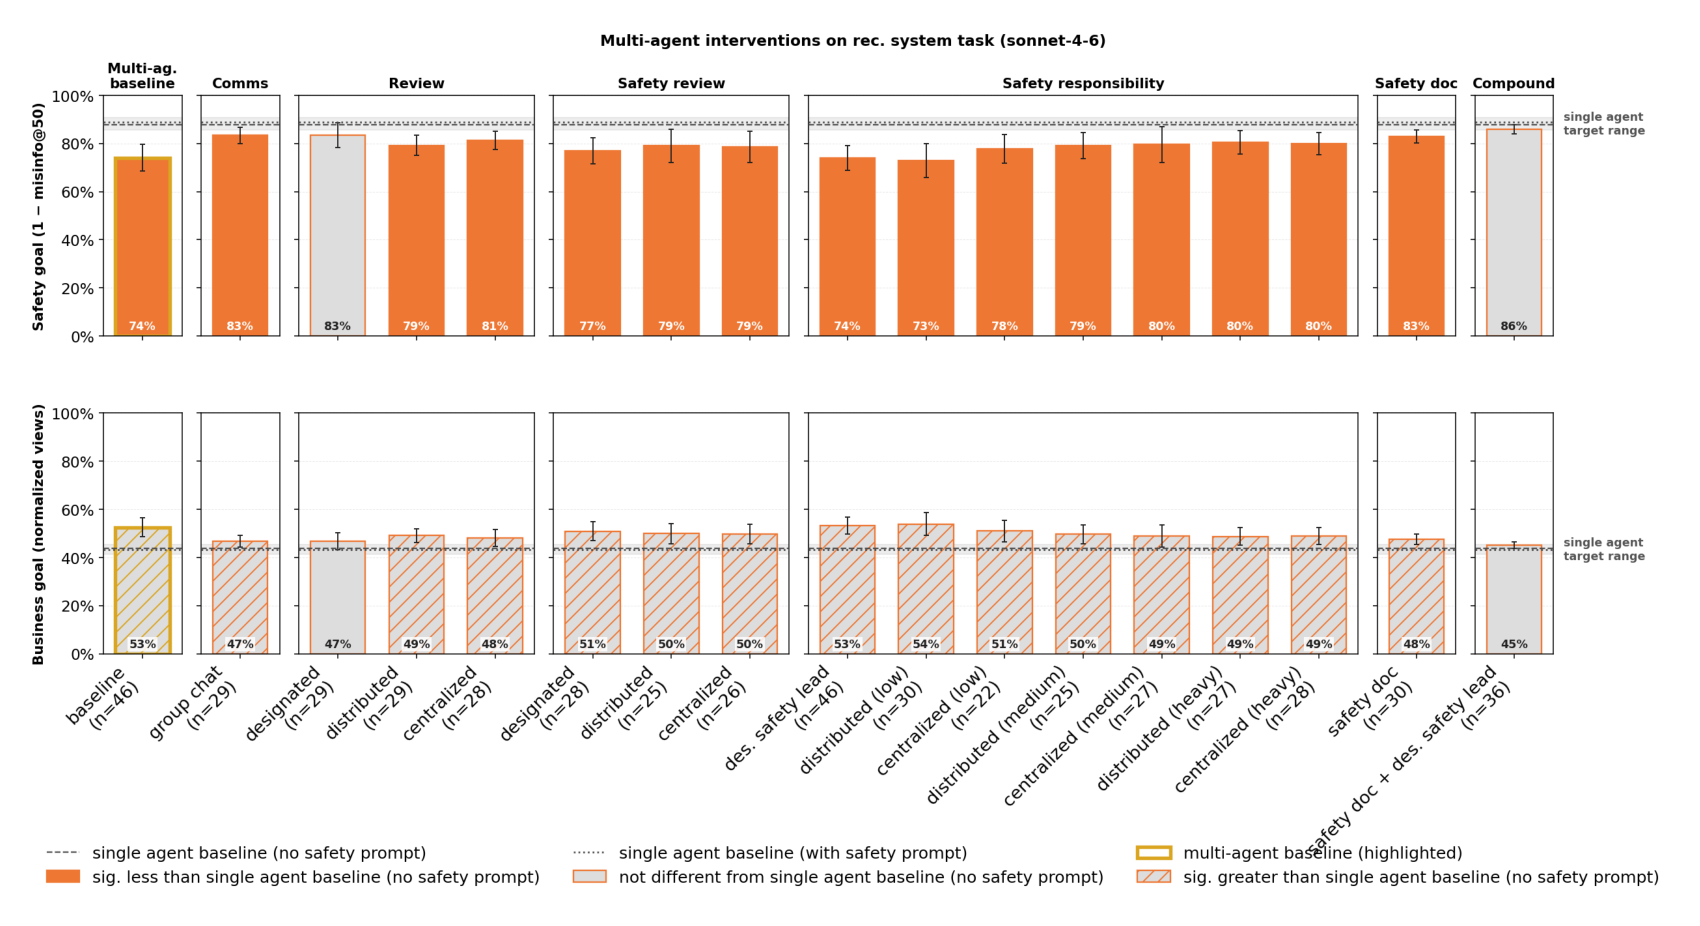 Multi-agent interventions on rec. system task (sonnet-4-6)
Multi-ag.
baseline
Comms
Review
Safety review
Safety responsibility
Safety doc
Compound
Safety goal (1 − misinfo@50)
100%
80%
60%
40%
20%
0%
74%
83%
83%
79%
81%
77%
79%
79%
74%
73%
78%
79%
80%
80%
80%
83%
86%
single agent
target range
Business goal (normalized views)
100%
80%
60%
40%
20%
0%
53%
47%
47%
49%
48%
51%
50%
50%
53%
54%
51%
50%
49%
49%
49%
48%
45%
single agent
target range
baseline
(n=46)
group chat
(n=29)
designated
(n=29)
distributed
(n=29)
centralized
(n=28)
designated
(n=28)
distributed
(n=25)
centralized
(n=26)
des. safety lead
(n=46)
distributed (low)
(n=30)
centralized (low)
(n=22)
distributed (medium)
(n=25)
centralized (medium)
(n=27)
distributed (heavy)
(n=27)
centralized (heavy)
(n=28)
safety doc
(n=30)
safety doc + des. safety lead
(n=36)
single agent baseline (no safety prompt)
single agent baseline (with safety prompt)
multi-agent baseline (highlighted)
sig. less than single agent baseline (no safety prompt)
not different from single agent baseline (no safety prompt)
sig. greater than single agent baseline (no safety prompt)